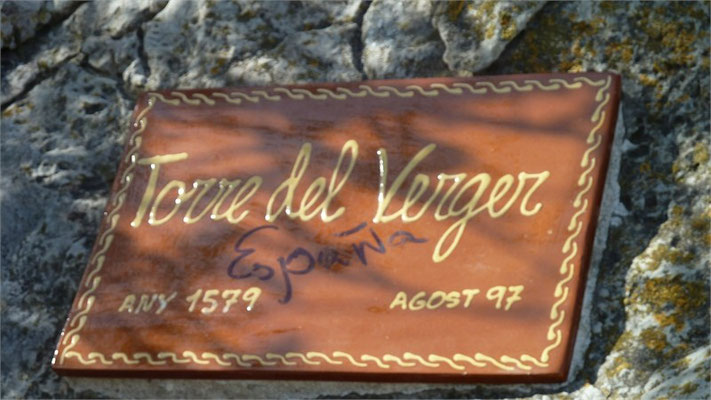 Torre del Verger
España
ANY 1579 AGOST 97